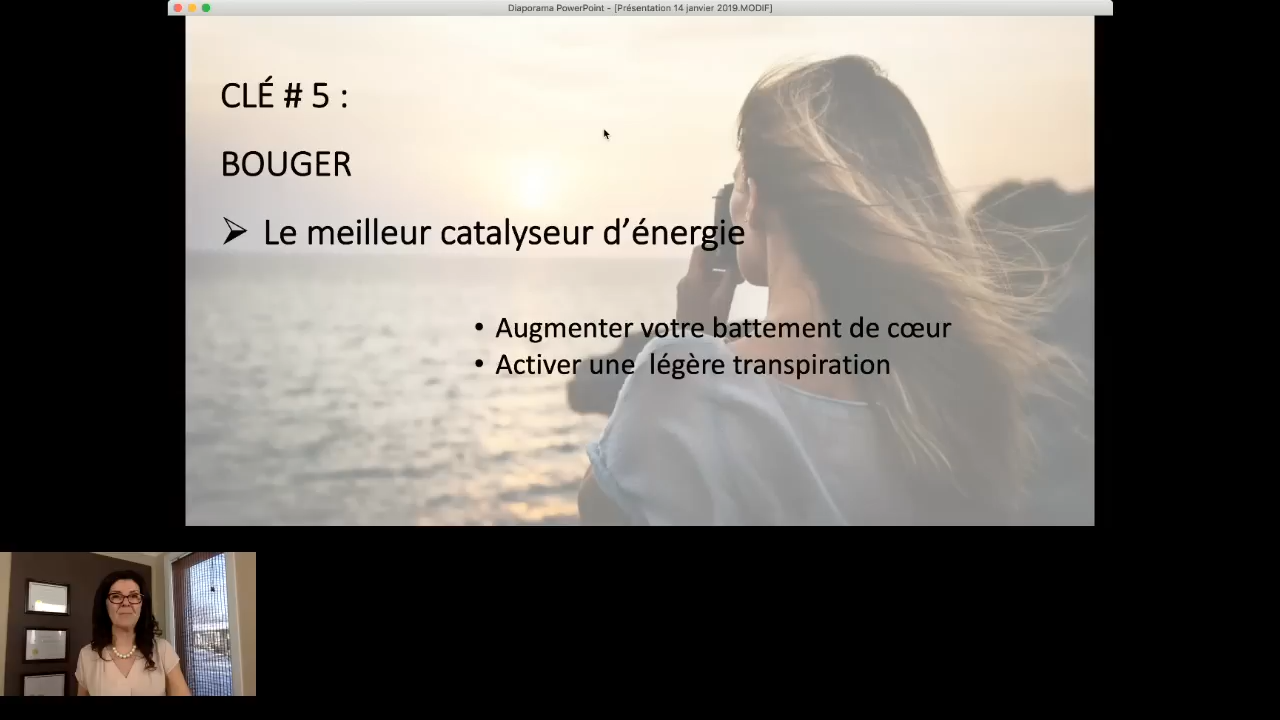 Diaporama PowerPoint - [Présentation 14 janvier 2019.MODIF]
CLÉ # 5 :
BOUGER
➢ Le meilleur catalyseur d’énergie
• Augmenter votre battement de cœur
• Activer une légère transpiration